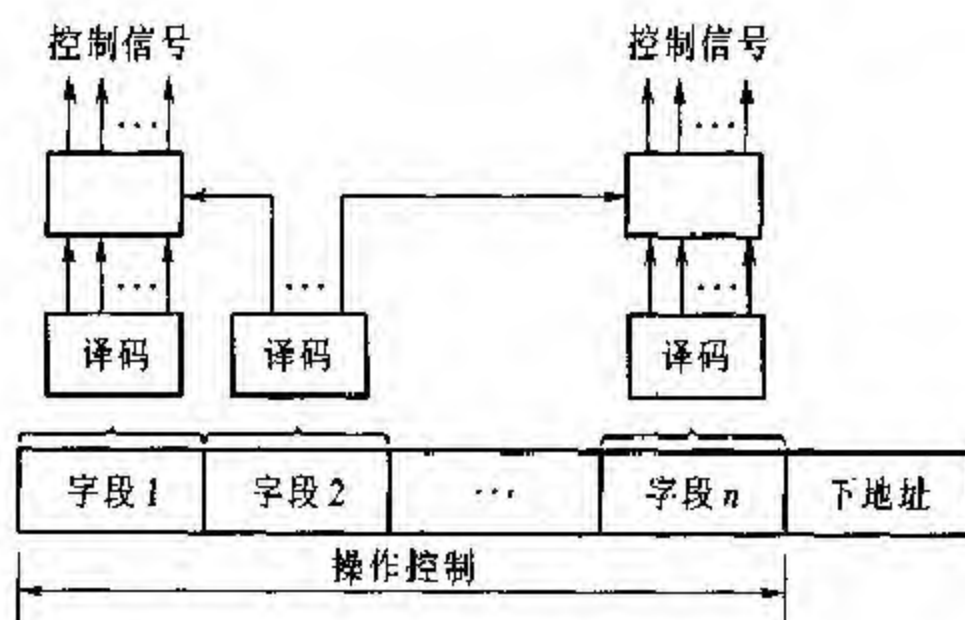 控制信号 控制信号
... ...
... ... ...
译码 译码 译码
字段1 字段2 ... 字段n 下地址
操作控制